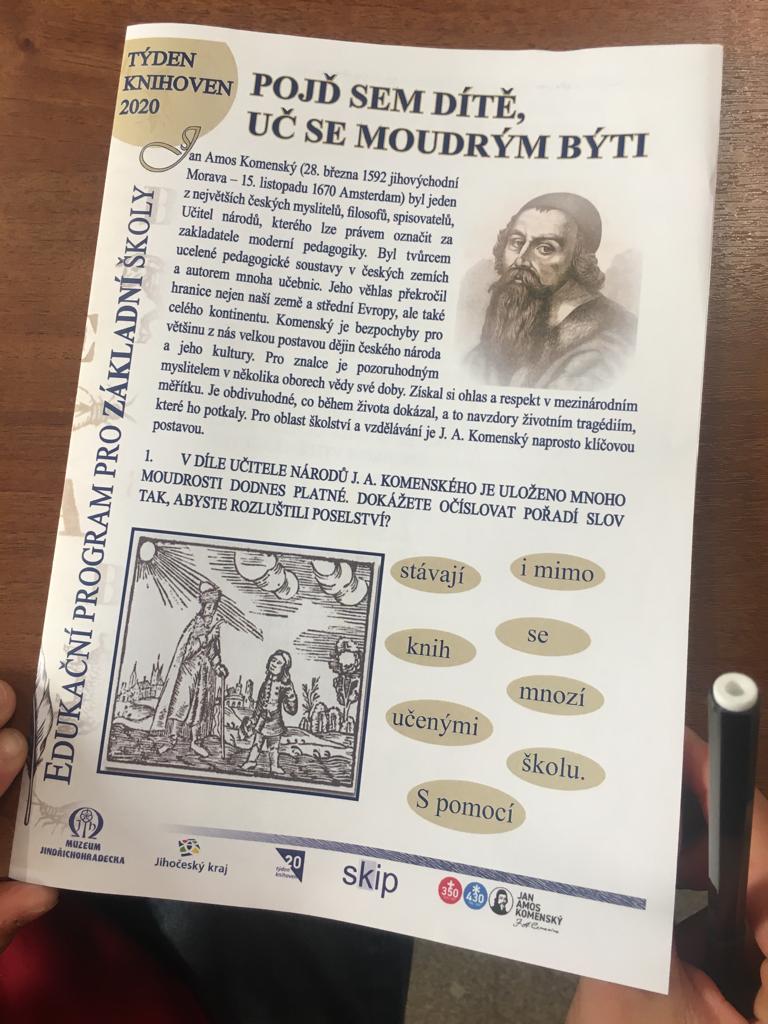 TÝDEN
KNIHOVEN
2020
POJĎ SEM DÍTĚ,
UČ SE MOUDRÝM BÝTI
Jan Amos Komenský (28. března 1592 jihovýchodní
Morava – 15. listopadu 1670 Amsterdam) byl jeden
z největších českých myslitelů, filosofů, spisovatelů,
Učitel národů, kterého lze právem označit za
zakladatele moderní pedagogiky. Byl tvůrcem
ucelené pedagogické soustavy v českých zemích
a autorem mnoha učebnic. Jeho věhlas překročil
hranice nejen naší země a střední Evropy, ale také
celého kontinentu. Komenský je bezpochyby pro
většinu z nás velkou postavou dějin českého národa
a jeho kultury. Pro znalce je pozoruhodným
myslitelem v několika oborech vědy své doby. Získal si ohlas a respekt v mezinárodním
měřítku. Je obdivuhodné, co během života dokázal, a to navzdory životním tragédiím,
které ho potkaly. Pro oblast školství a vzdělávání je J. A. Komenský naprosto klíčovou
postavou.
EDUKAČNÍ PROGRAM PRO ZÁKLADNÍ ŠKOLY
1. V DÍLE UČITELE NÁRODŮ J. A. KOMENSKÉHO JE ULOŽENO MNOHO
MOUDROSTI DODNES PLATNÉ. DOKÁŽETE OČÍSLOVAT POŘADÍ SLOV
TAK, ABYSTE ROZLUŠTILI POSELSTVÍ?
stávají
i mimo
knih
se
mnozí
učenými
školu.
S pomocí
MUZEUM
JINDŘICHOHRADECKA
Jihočeský kraj
20
týden
knihoven
skip
350
430
JAN
AMOS
KOMENSKÝ